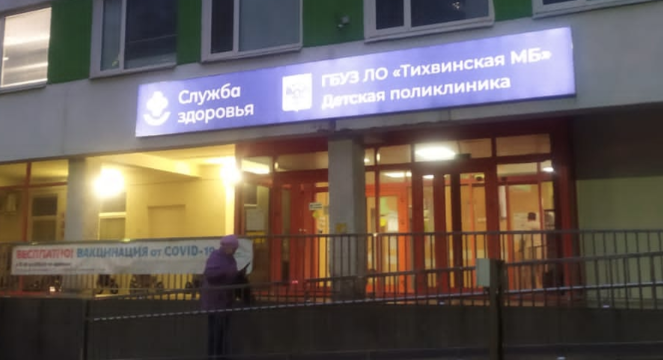 Служба
здоровья
ГБУЗ ЛО «Тихвинская МБ»
Детская поликлиника
БЕСПЛАТНО! ВАКЦИНАЦИЯ от COVID-19